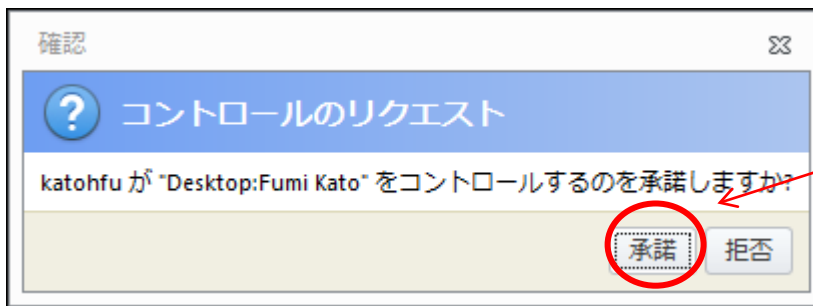 確認
コントロールのリクエスト
katohfu が "Desktop:Fumi Kato" をコントロールするのを承諾しますか?
承諾 拒否